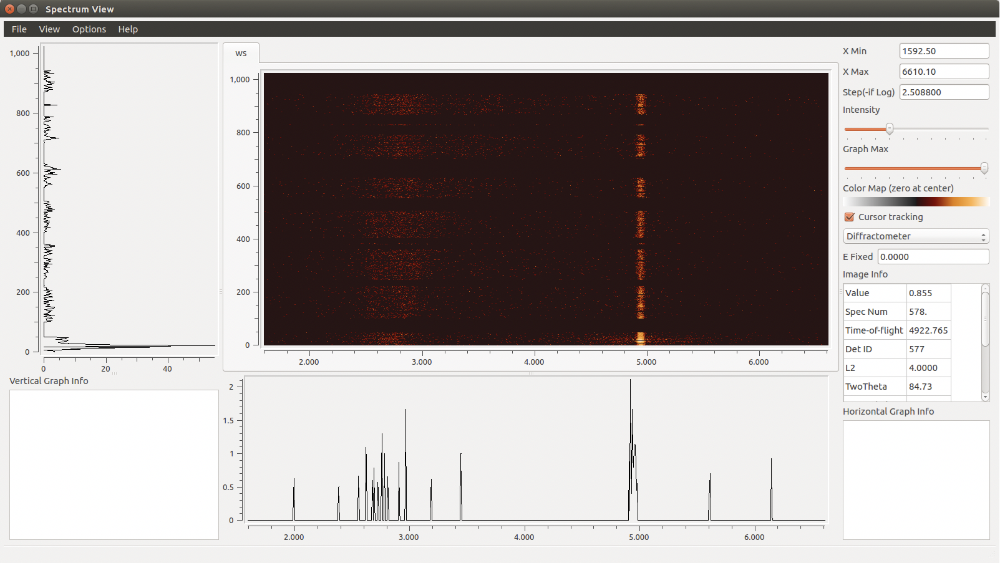 Spectrum View
File View Options Help
1,000
800
600
400
200
0
0 20 40
Vertical Graph Info
ws
1,000
800
600
400
200
0
2.000 3.000 4.000 5.000 6.000
2
1.5
1
0.5
0
2.000 3.000 4.000 5.000 6.000
X Min 1592.50
X Max 6610.10
Step(-if Log) 2.508800
Intensity
Graph Max
Color Map (zero at center)
Cursor tracking
Diffractometer
E Fixed 0.0000
Image Info
Value 0.855
Spec Num 578.
Time-of-flight 4922.765
Det ID 577
L2 4.0000
TwoTheta 84.73
Horizontal Graph Info